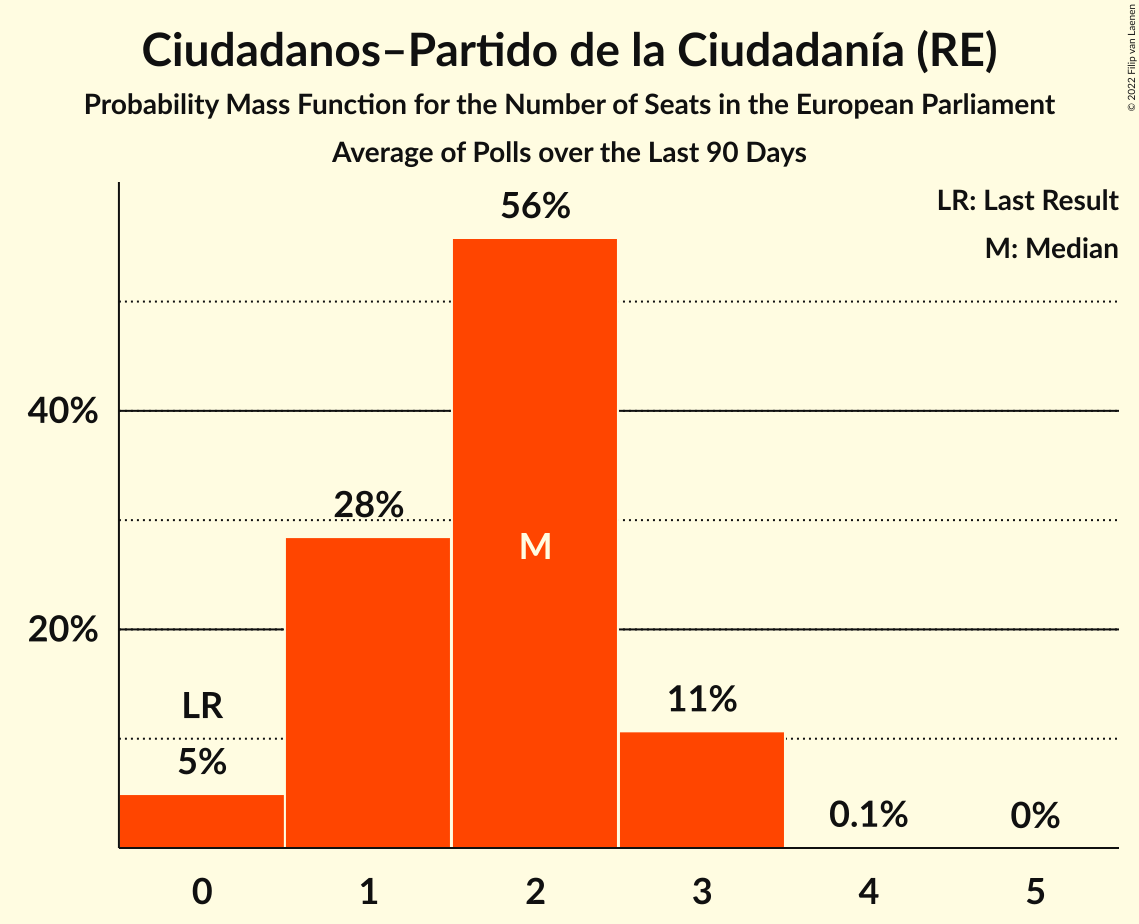 Ciudadanos–Partido de la Ciudadanía (RE)
Probability Mass Function for the Number of Seats in the European Parliament
Average of Polls over the Last 90 Days
© 2022 Filip van Laenen
LR: Last Result
M: Median
56%
40%
28%
M
20%
LR
5%
11%
0.1%
0%
0 1 2 3 4 5